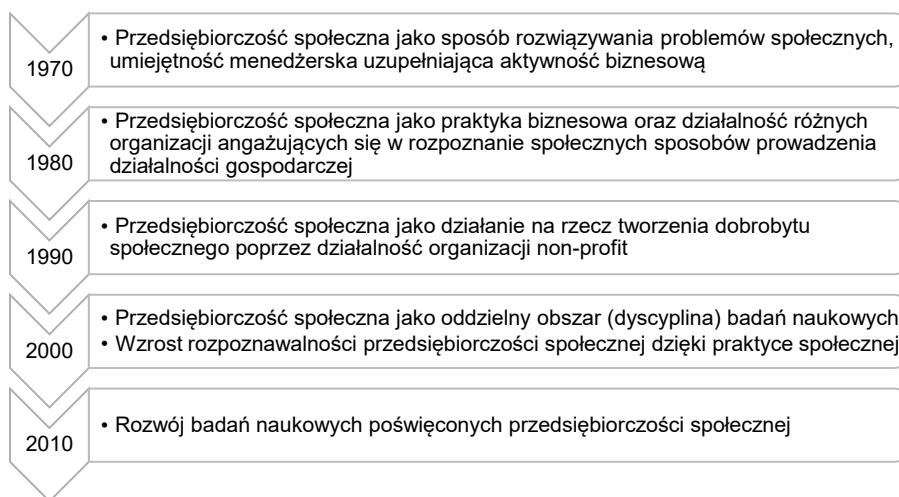 1970
• Przedsiębiorczość społeczna jako sposób rozwiązywania problemów społecznych,
umiejętność menedżerska uzupełniająca aktywność biznesową
1980
• Przedsiębiorczość społeczna jako praktyka biznesowa oraz działalność różnych
organizacji angażujących się w rozpoznanie społecznych sposobów prowadzenia
działalności gospodarczej
1990
• Przedsiębiorczość społeczna jako działanie na rzecz tworzenia dobrobytu
społecznego poprzez działalność organizacji non-profit
2000
• Przedsiębiorczość społeczna jako oddzielny obszar (dyscyplina) badań naukowych
• Wzrost rozpoznawalności przedsiębiorczości społecznej dzięki praktyce społecznej
2010
• Rozwój badań naukowych poświęconych przedsiębiorczości społecznej